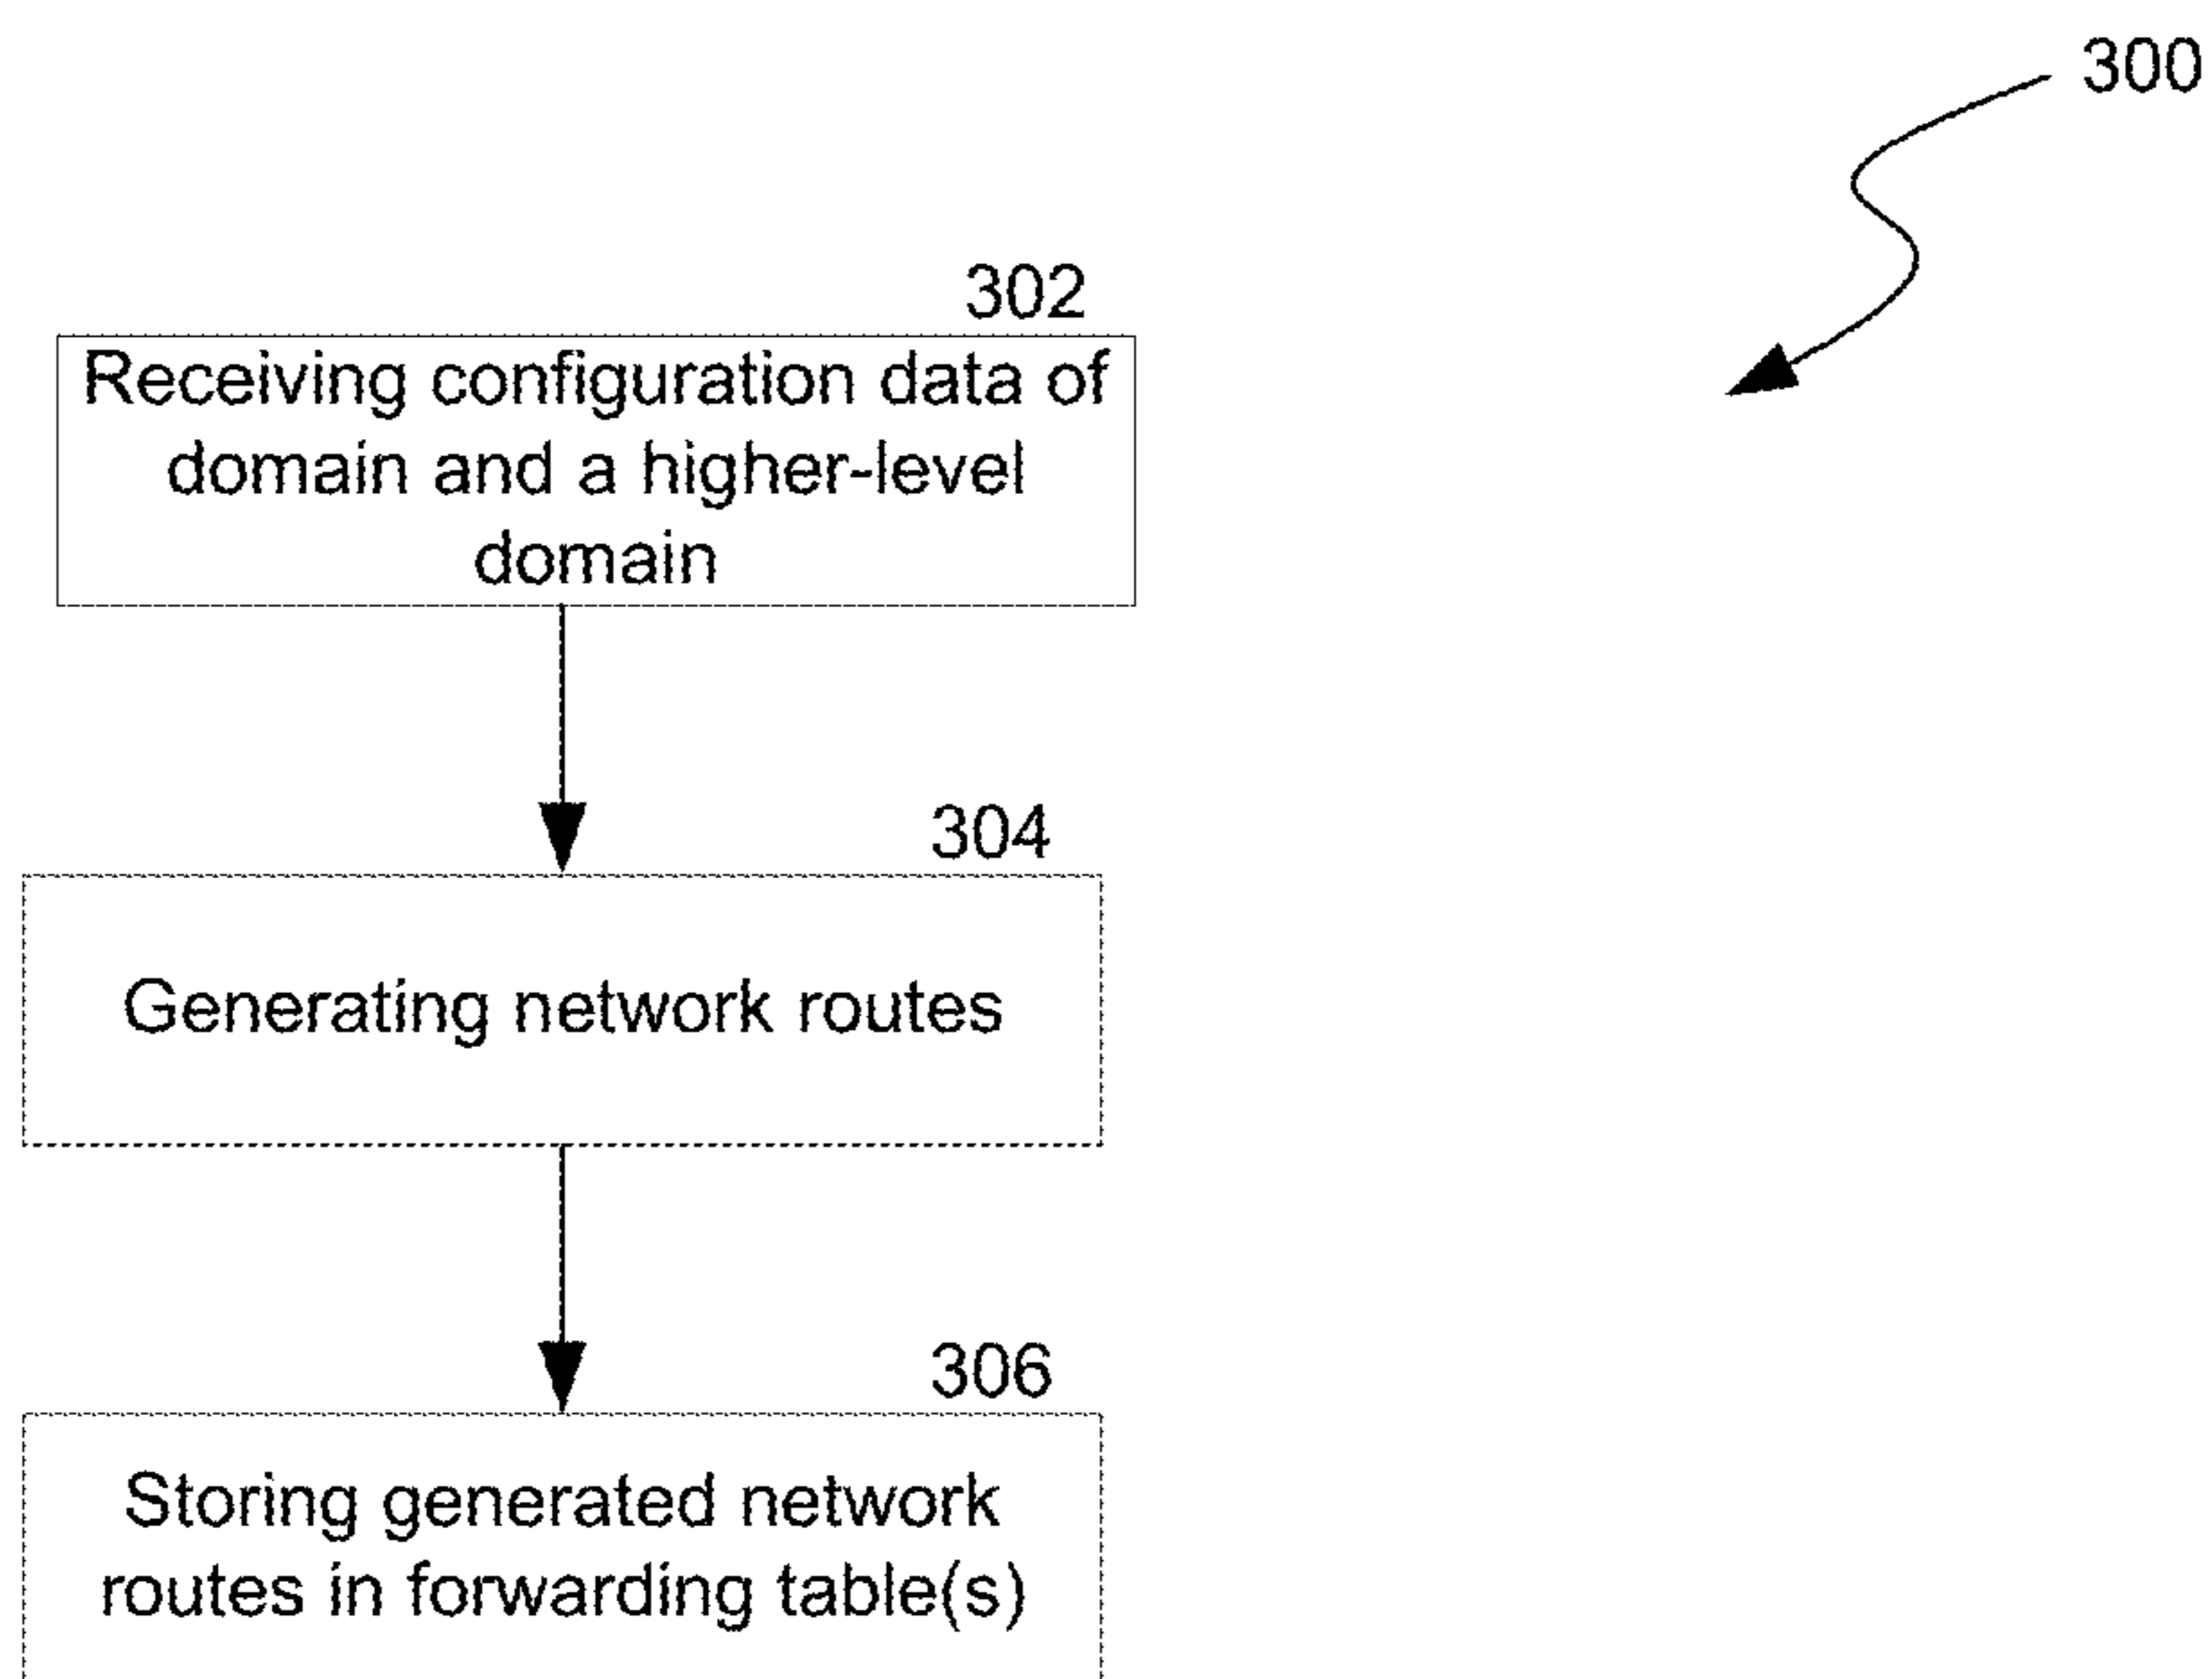 300
302
Receiving configuration data of
domain and a higher-level
domain
304
Generating network routes
306
Storing generated network
routes in forwarding table(s)